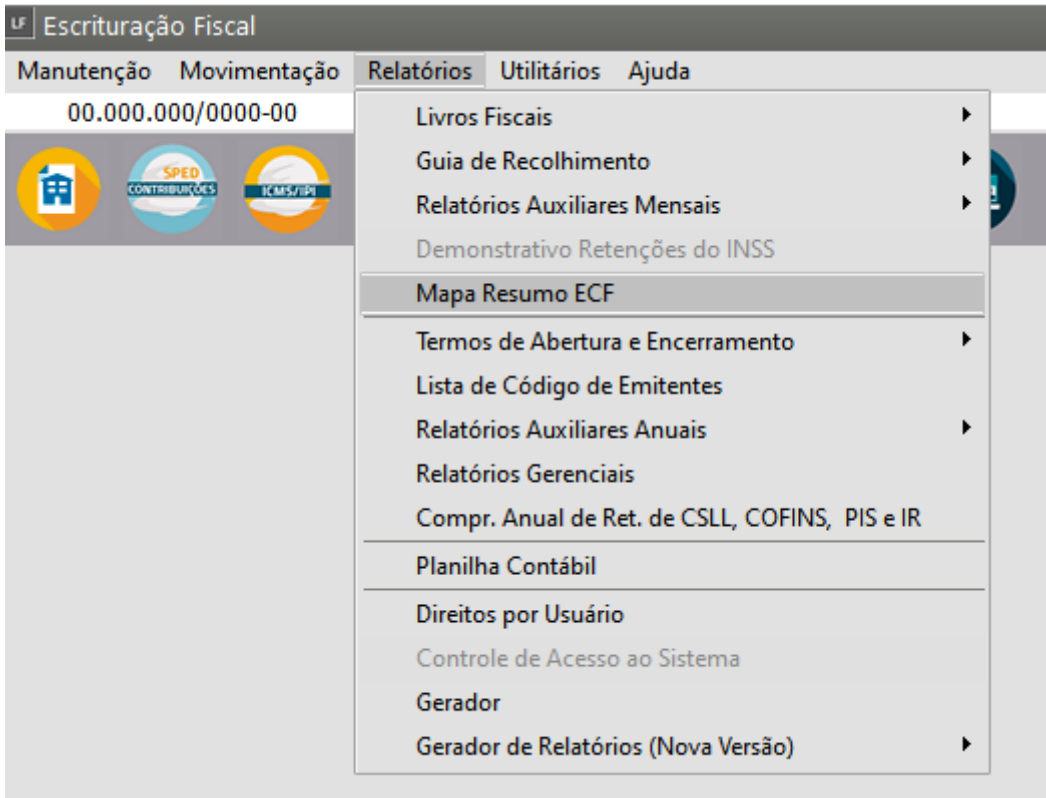 LF Escrituração Fiscal
Manutenção Movimentação Relatórios Utilitários Ajuda
00.000.000/0000-00
SPED
CONTRIBUIÇÕES
ICMS/IPI
Livros Fiscais
Guia de Recolhimento
Relatórios Auxiliares Mensais
Demonstrativo Retenções do INSS
Mapa Resumo ECF
Termos de Abertura e Encerramento
Lista de Código de Emitentes
Relatórios Auxiliares Anuais
Relatórios Gerenciais
Compr. Anual de Ret. de CSLL, COFINS, PIS e IR
Planilha Contábil
Direitos por Usuário
Controle de Acesso ao Sistema
Gerador
Gerador de Relatórios (Nova Versão)